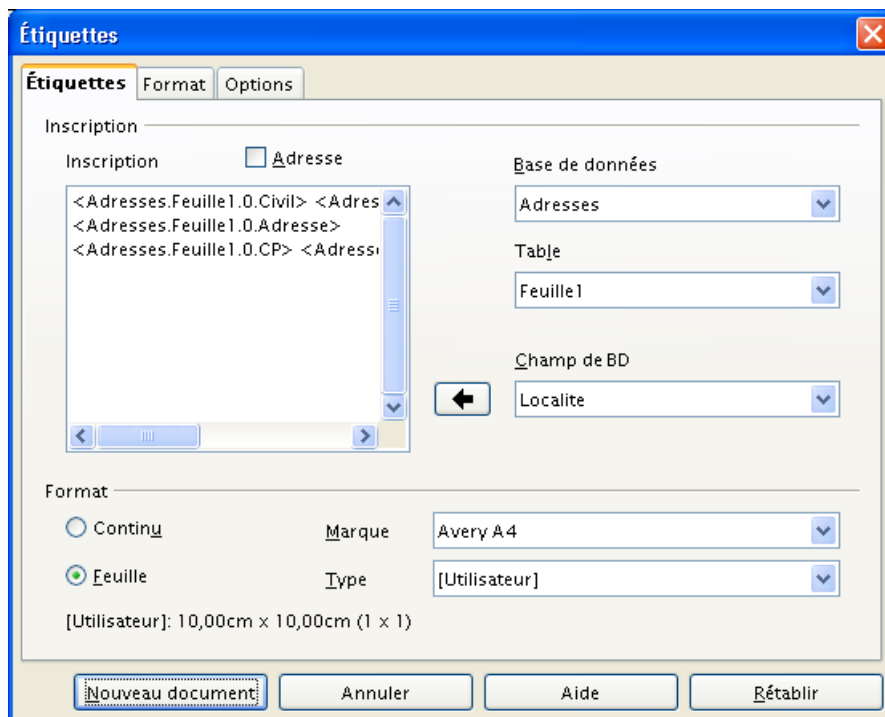 Étiquettes
Étiquettes Format Options
Inscription
Inscription Adresse
<Adresses.Feuille1.0.Civil> <Adres
<Adresses.Feuille1.0.Adresse>
<Adresses.Feuille1.0.CP> <Adress
Base de données
Adresses
Table
Feuille1
Champ de BD
Localite
Format
Continu
Marque
Avery A4
Feuille
Type
[Utilisateur]
[Utilisateur]: 10,00cm x 10,00cm (1 x 1)
Nouveau document Annuler Aide Rétablir